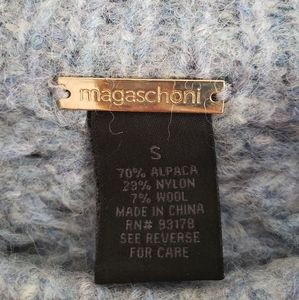 magaschoni
S
70% ALPACA
23% NYLON
7% WOOL
MADE IN CHINA
RN# 93178
SEE REVERSE
FOR CARE